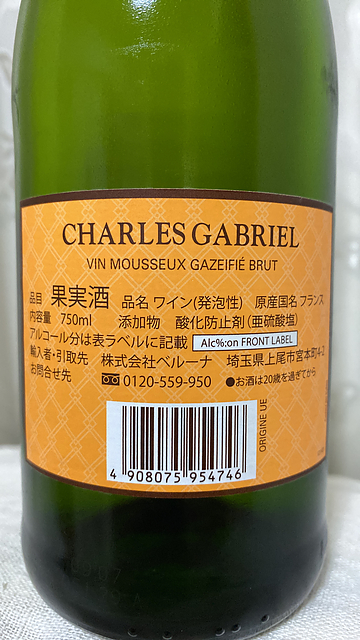 CHARLES GABRIEL
VIN MOUSSEUX GAZEIFIÉ BRUT
品目 果実酒 品名 ワイン(発泡性) 原産国名 フランス
内容量 750ml 添加物 酸化防止剤(亜硫酸塩)
アルコール分は表ラベルに記載 Alc%:on FRONT LABEL
輸入者・引取先 株式会社ベルーナ 埼玉県上尾市宮本町4-2
お問合せ先 0120-559-950 ●お酒は20歳を過ぎてから
ORIGINE UE
4 908075 954746